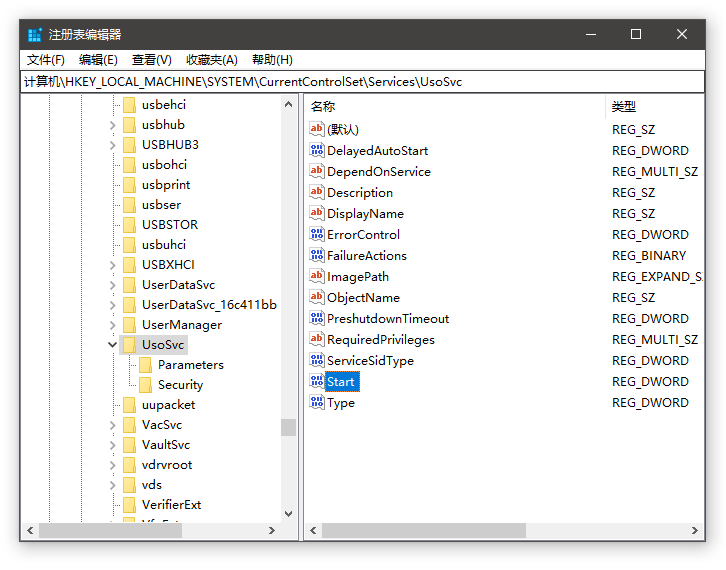 注册表编辑器
文件(F) 编辑(E) 查看(V) 收藏夹(A) 帮助(H)
计算机\HKEY_LOCAL_MACHINE\SYSTEM\CurrentControlSet\Services\UsoSvc
usbehci
usbhub
USBHUB3
usbohci
usbprint
usbser
USBSTOR
usbuhci
USBXHCI
UserDataSvc
UserDataSvc_16c411bb
UserManager
UsoSvc
Parameters
Security
uupacket
VacSvc
VaultSvc
vdrvroot
vds
VerifierExt
名称 类型
(默认) REG_SZ
DelayedAutoStart REG_DWORD
DependOnService REG_MULTI_SZ
Description REG_SZ
DisplayName REG_SZ
ErrorControl REG_DWORD
FailureActions REG_BINARY
ImagePath REG_EXPAND_SZ
ObjectName REG_SZ
PreshutdownTimeout REG_DWORD
RequiredPrivileges REG_MULTI_SZ
ServiceSidType REG_DWORD
Start REG_DWORD
Type REG_DWORD